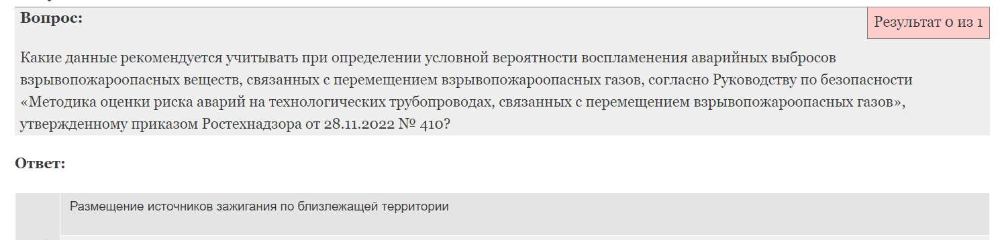 Вопрос:
Результат 0 из 1
Какие данные рекомендуется учитывать при определении условной вероятности воспламенения аварийных выбросов
взрывопожароопасных веществ, связанных с перемещением взрывопожароопасных газов, согласно Руководству по безопасности
«Методика оценки риска аварий на технологических трубопроводах, связанных с перемещением взрывопожароопасных газов»,
утвержденному приказом Ростехнадзора от 28.11.2022 № 410?
Ответ:
Размещение источников зажигания по близлежащей территории